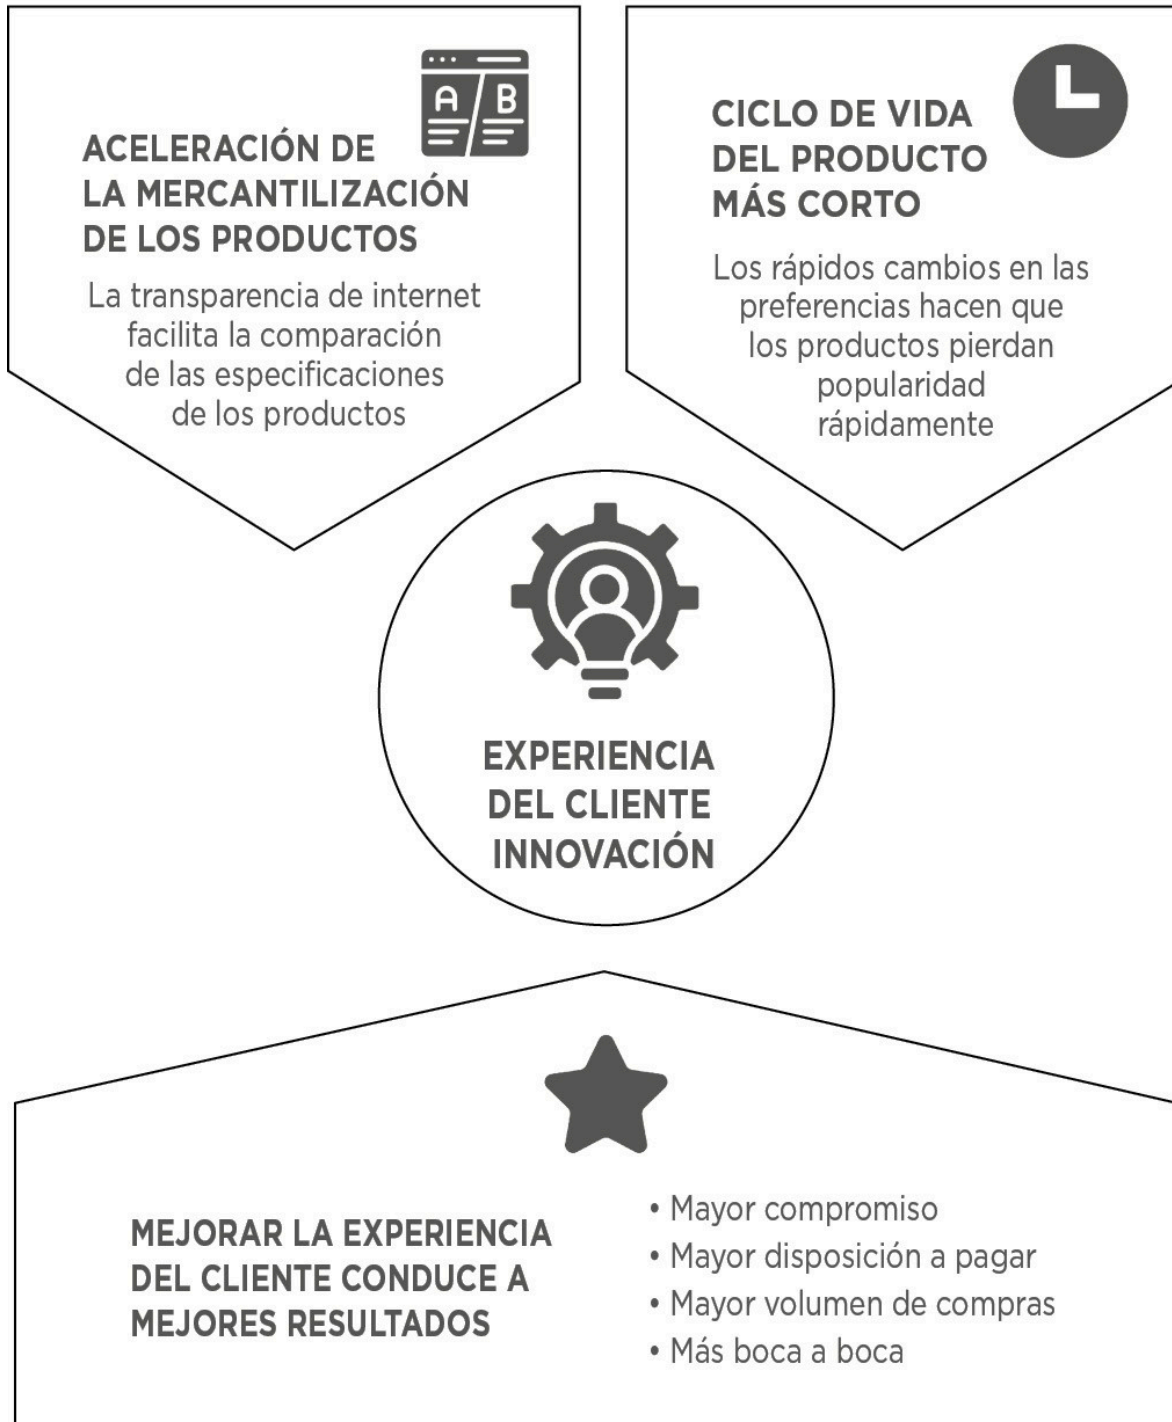 A B
ACELERACIÓN DE
LA MERCANTILIZACIÓN
DE LOS PRODUCTOS
La transparencia de internet
facilita la comparación
de las especificaciones
de los productos
CICLO DE VIDA
DEL PRODUCTO
MÁS CORTO
Los rápidos cambios en las
preferencias hacen que
los productos pierdan
popularidad
rápidamente
EXPERIENCIA
DEL CLIENTE
INNOVACIÓN
MEJORAR LA EXPERIENCIA
DEL CLIENTE CONDUCE A
MEJORES RESULTADOS
• Mayor compromiso
• Mayor disposición a pagar
• Mayor volumen de compras
• Más boca a boca